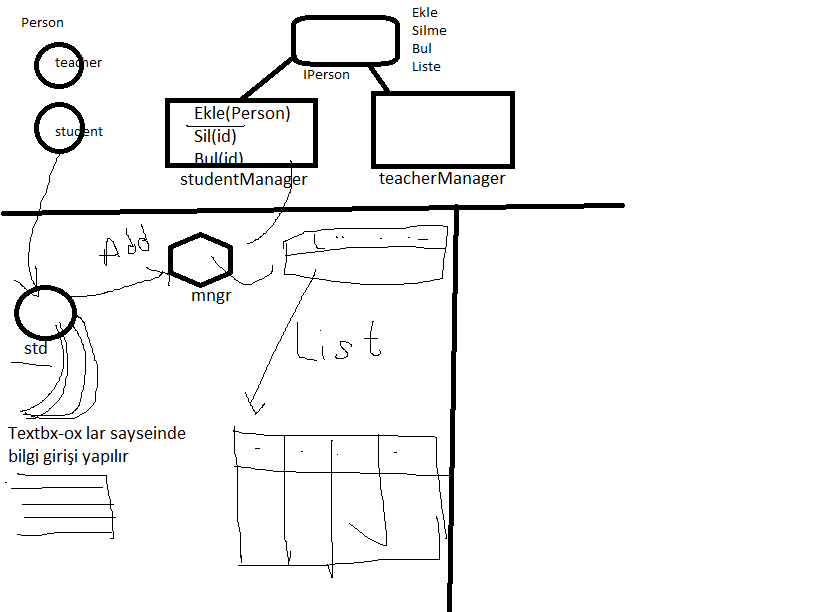 Person
teacher
student
Ekle
Silme
Bul
Liste
IPerson
Ekle(Person)
Sil(id)
Bul(id)
studentManager
teacherManager
Add
mngr
std
List
Textbx-ox lar sayseinde
bilgi girişi yapılır